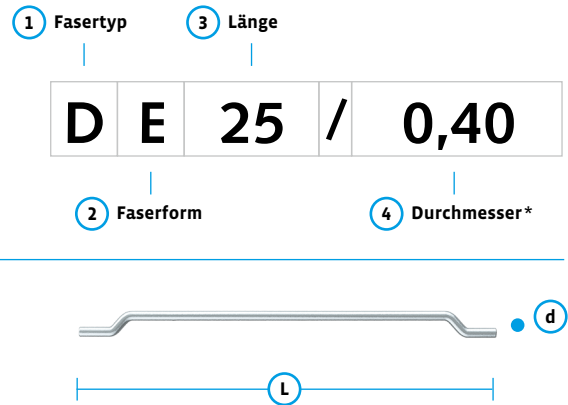 1 Fasertyp 3 Länge
D E 25 / 0,40
2 Faserform 4 Durchmesser*
d
L